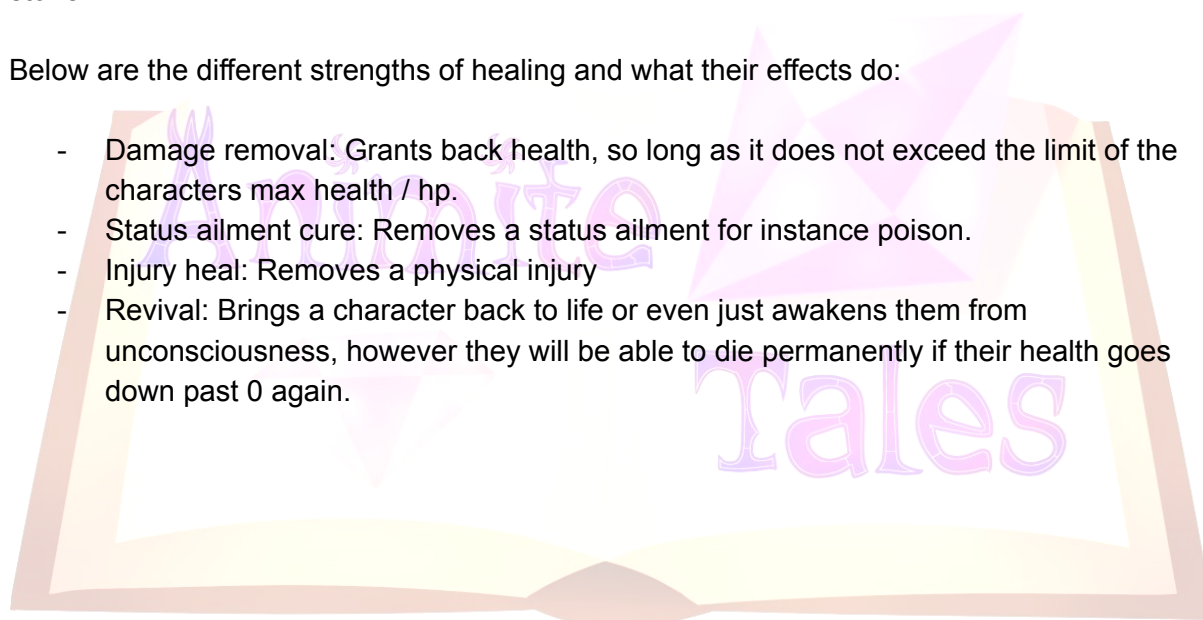 Below are the different strengths of healing and what their effects do:
- Damage removal: Grants back health, so long as it does not exceed the limit of the
characters max health / hp.
- Status ailment cure: Removes a status ailment for instance poison.
- Injury heal: Removes a physical injury
- Revival: Brings a character back to life or even just awakens them from
unconsciousness, however they will be able to die permanently if their health goes
down past 0 again.
Animite
Tales